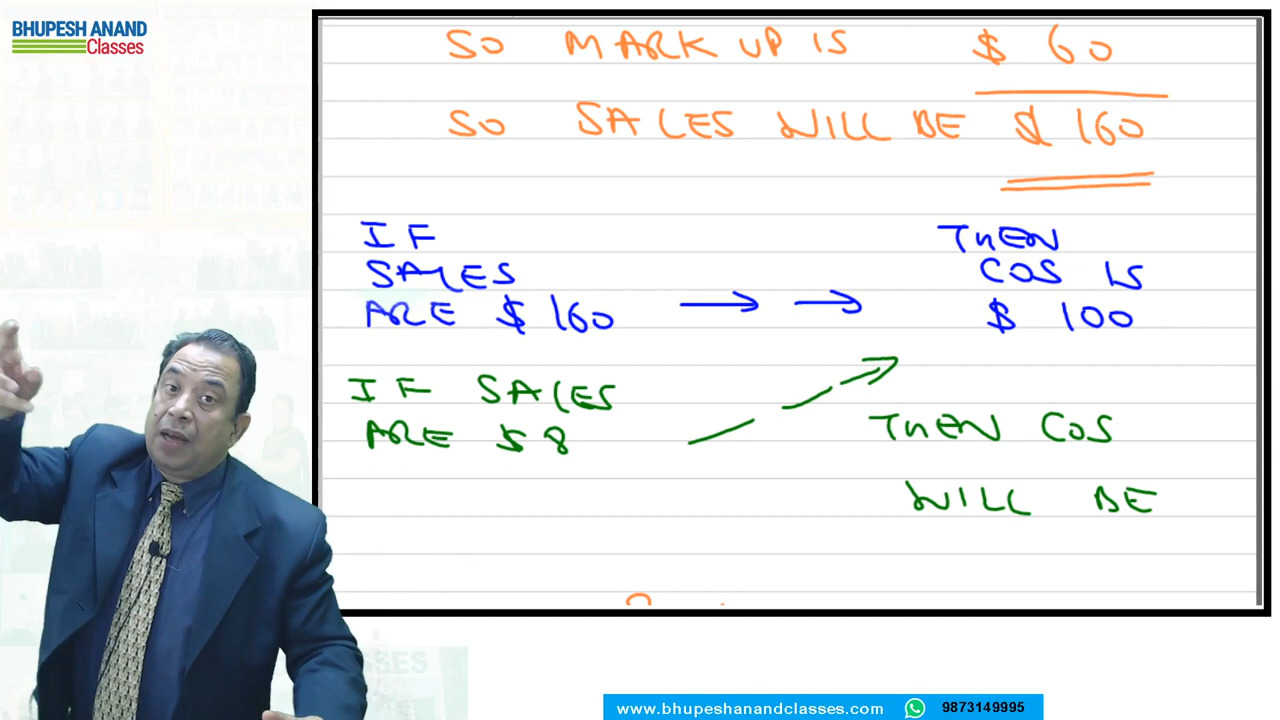 BHUPESH ANAND
Classes
SO MARK UP IS $ 60
SO SALES WILL BE $ 160
IF
SALES
ARE $ 160
THEN
COS IS
$ 100
IF SALES
ARE $ 8
THEN COS
WILL BE
www.bhupeshanandclasses.com
9873149995